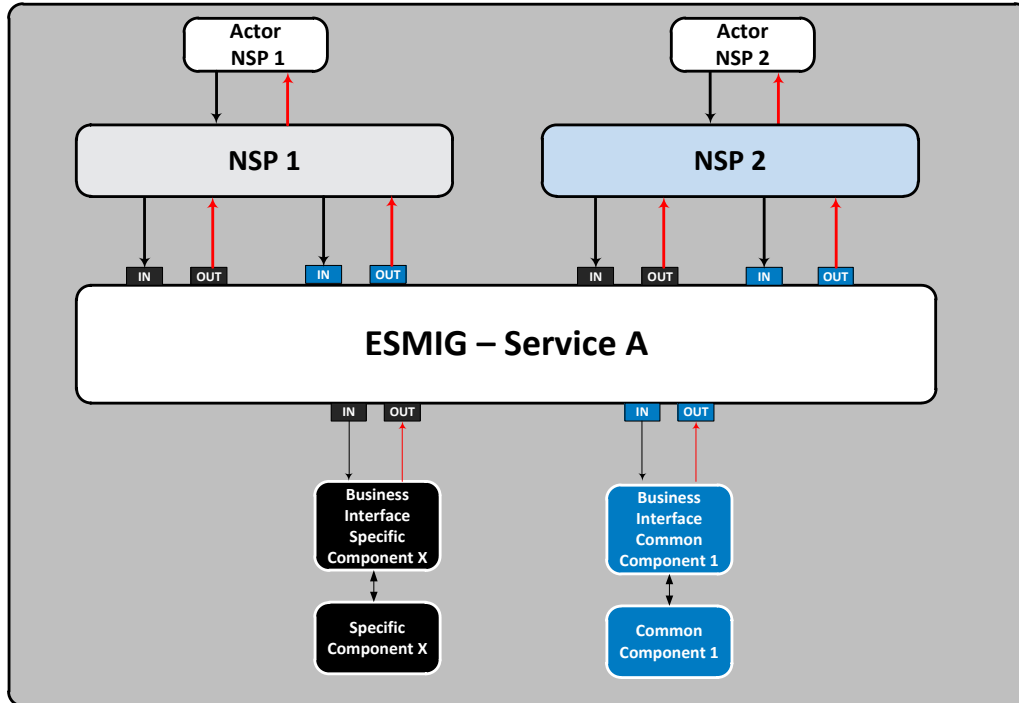 Actor
NSP 1
Actor
NSP 2
NSP 1
NSP 2
IN
OUT
IN
OUT
IN
OUT
IN
OUT
ESMIG – Service A
IN
OUT
IN
OUT
Business
Interface
Specific
Component X
Business
Interface
Common
Component 1
Specific
Component X
Common
Component 1